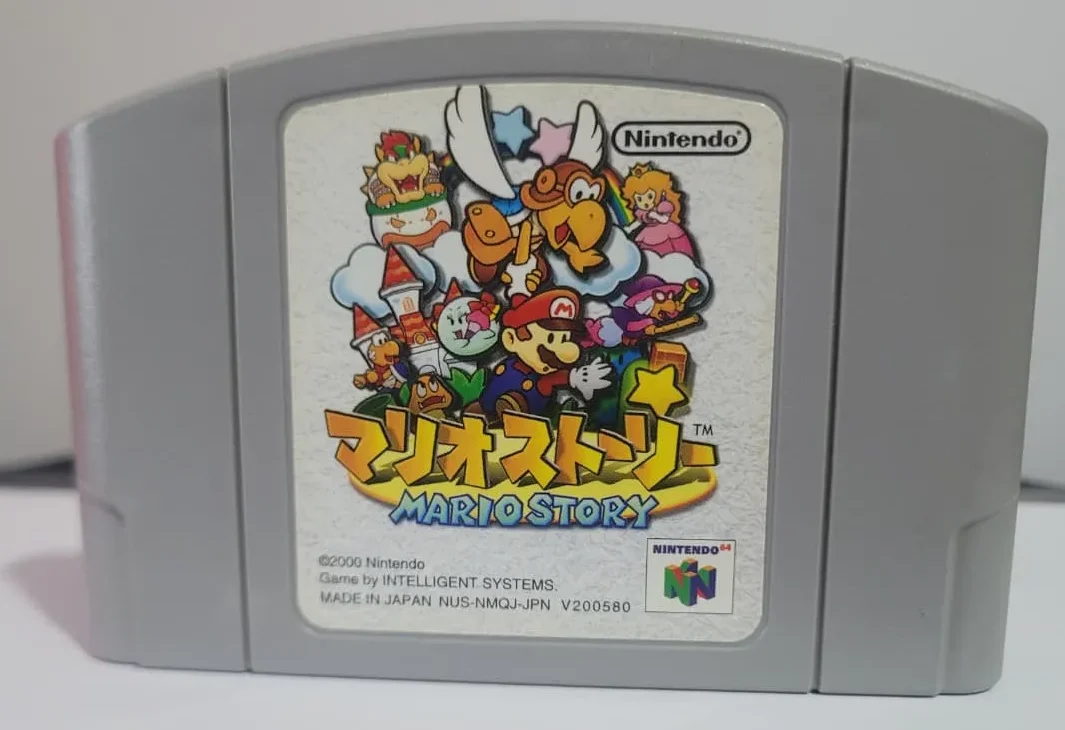 Nintendo®
M
マリオストーリー™
MARIO STORY
©2000 Nintendo
Game by INTELLIGENT SYSTEMS.
MADE IN JAPAN NUS-NMQJ-JPN V200580
NINTENDO⁶⁴